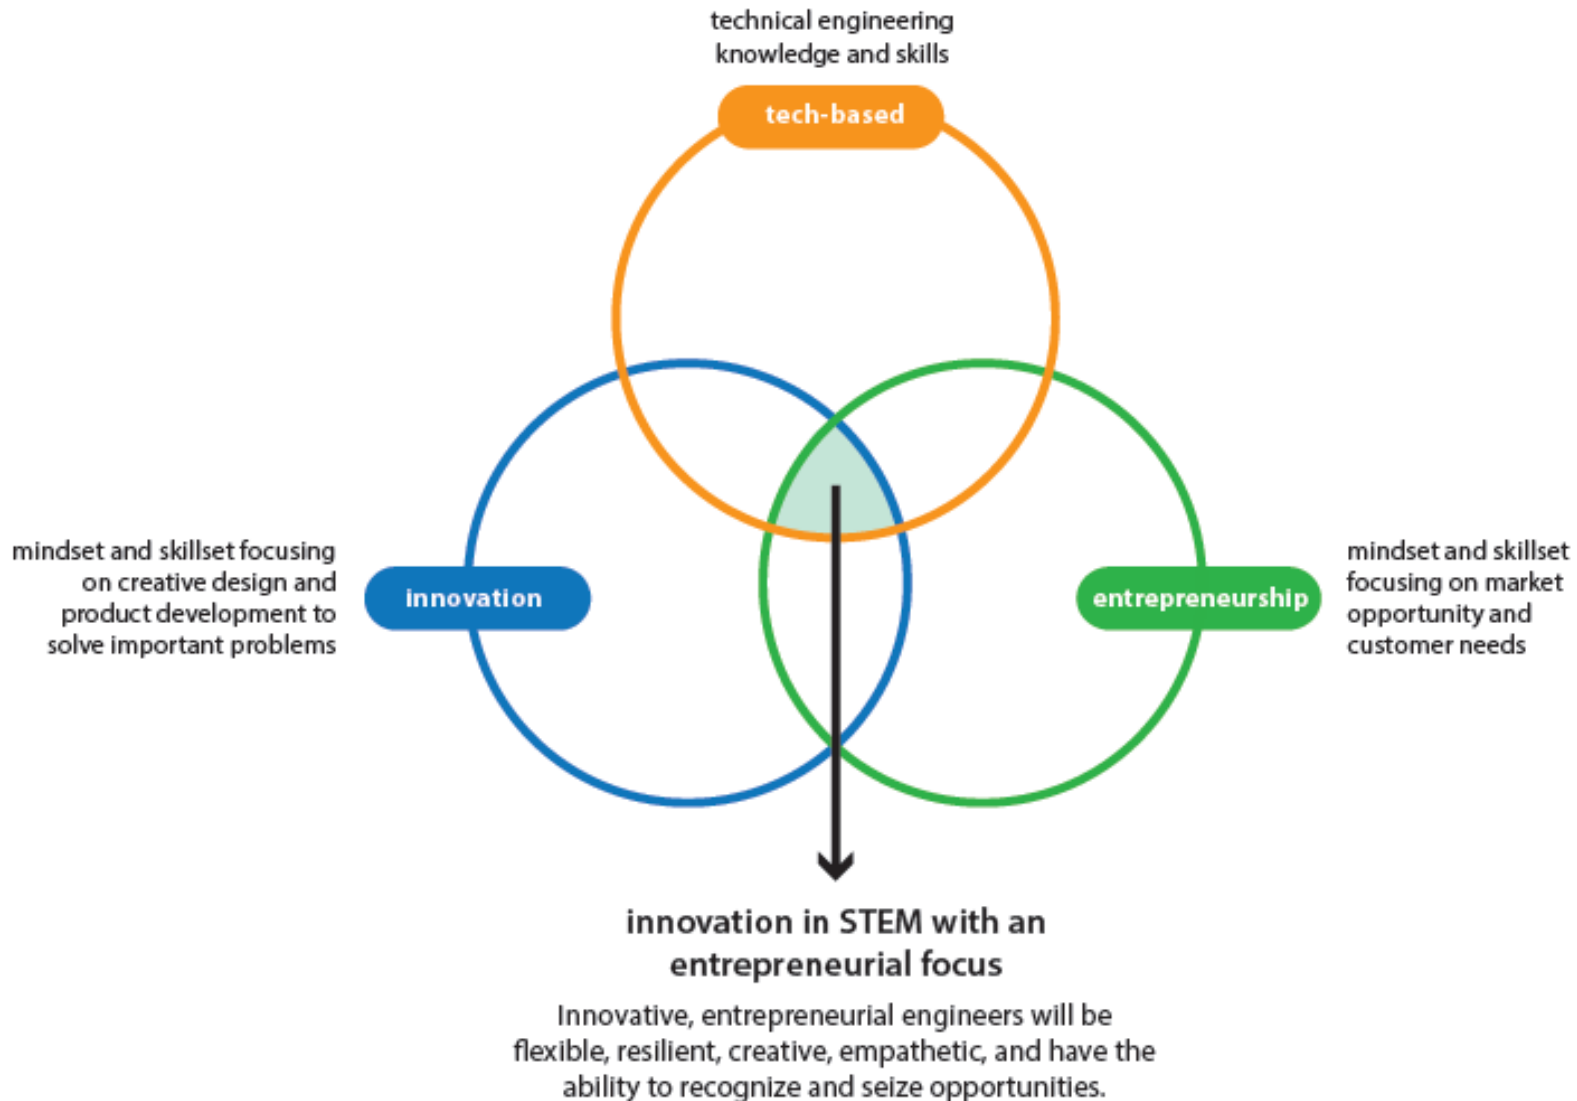 technical engineering
knowledge and skills
tech-based
mindset and skillset focusing
on creative design and
product development to
solve important problems
innovation
entrepreneurship
mindset and skillset
focusing on market
opportunity and
customer needs
innovation in STEM with an
entrepreneurial focus
Innovative, entrepreneurial engineers will be
flexible, resilient, creative, empathetic, and have the
ability to recognize and seize opportunities.